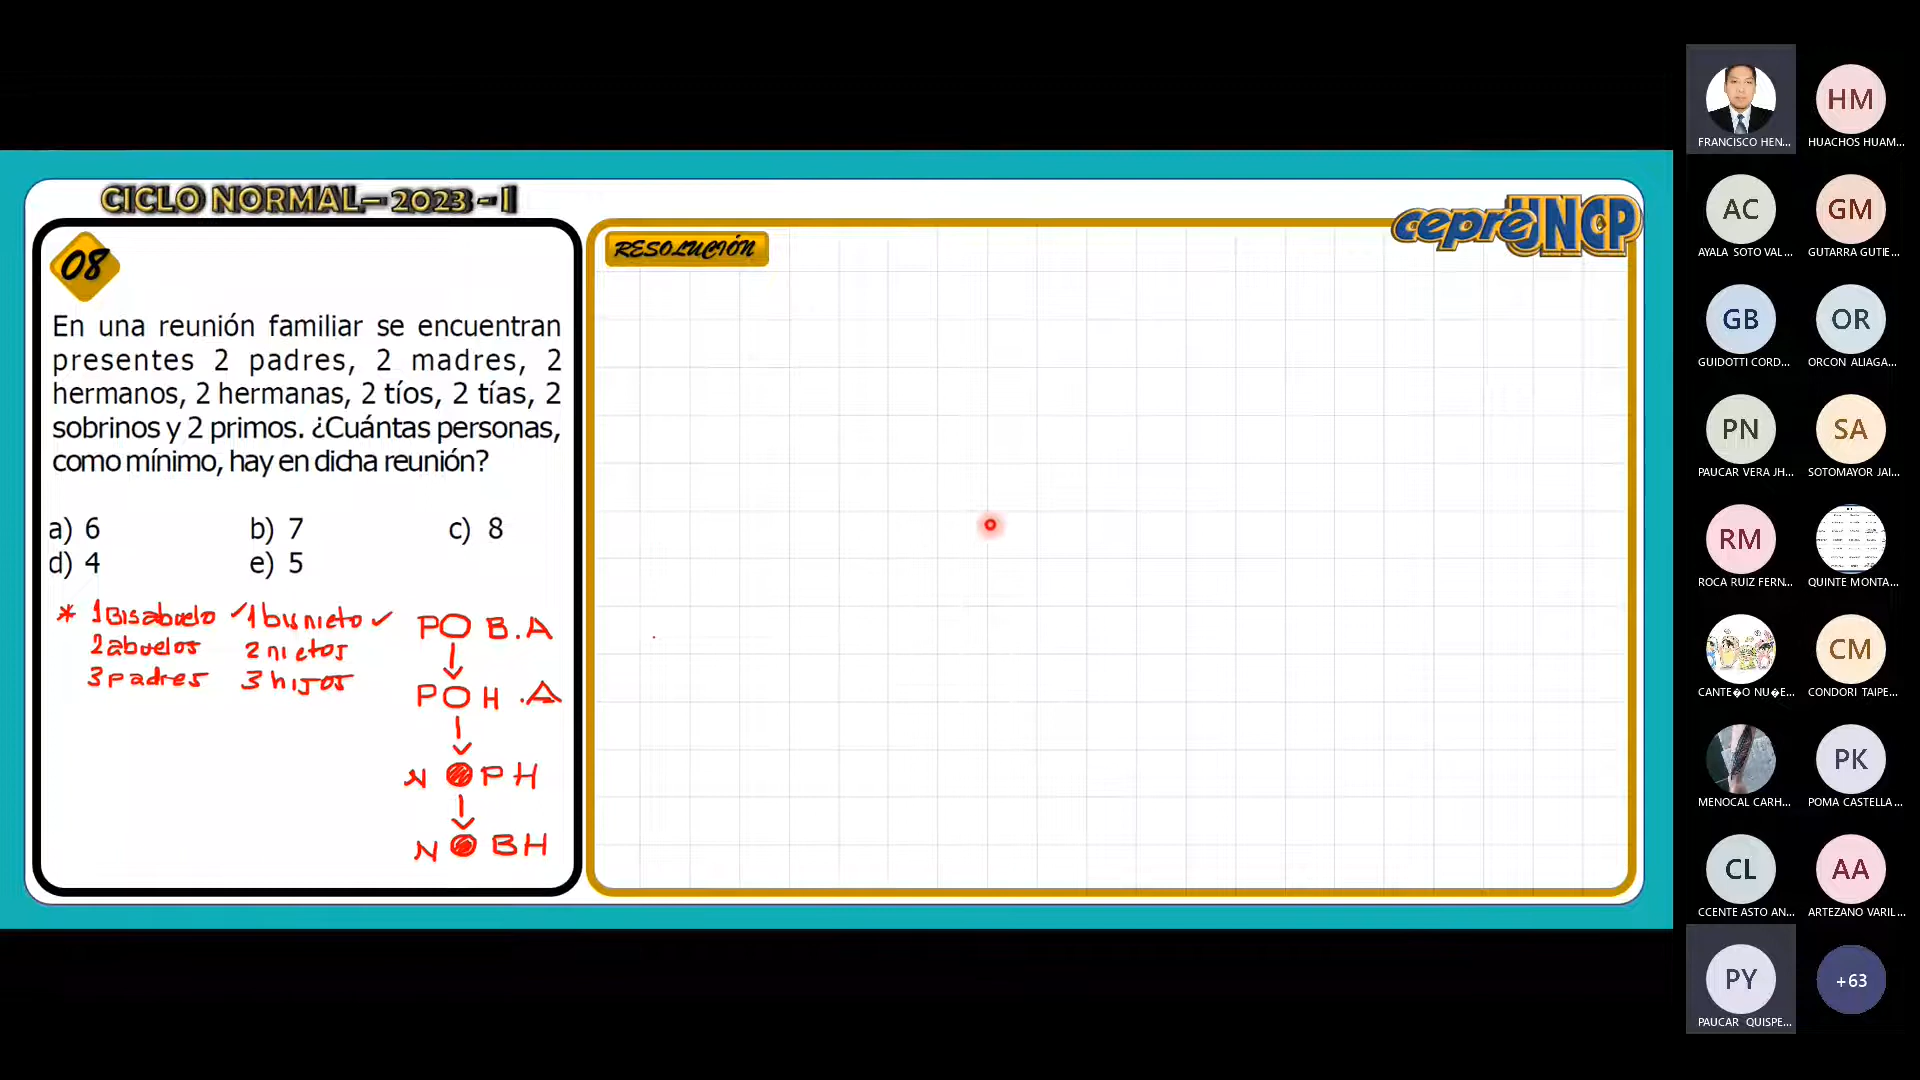 CICLO NORMAL– 2023 - I
cepreUNCP
08
En una reunión familiar se encuentran
presentes 2 padres, 2 madres, 2
hermanos, 2 hermanas, 2 tíos, 2 tías, 2
sobrinos y 2 primos. ¿Cuántas personas,
como mínimo, hay en dicha reunión?
a) 6 b) 7 c) 8
d) 4 e) 5
* 1 Bisabuelo ✓ 1 bisnieto ✓
2 abuelos 2 nietos
3 padres 3 hijos
P B.A
P H .A
N P H
N B H
RESOLUCIÓN
FRANCISCO HEN...
HM
HUACHOS HUAM...
AC
AYALA SOTO VAL...
GM
GUTARRA GUTIE...
GB
GUIDOTTI CORD...
OR
ORCON ALIAGA...
PN
PAUCAR VERA JH...
SA
SOTOMAYOR JAI...
RM
ROCA RUIZ FERN...
QUINTE MONTA...
CANTE�O NU�E...
CM
CONDORI TAIPE...
MENOCAL CARH...
PK
POMA CASTELLA...
CL
CCENTE ASTO AN...
AA
ARTEZANO VARIL...
PY
PAUCAR QUISPE...
+63